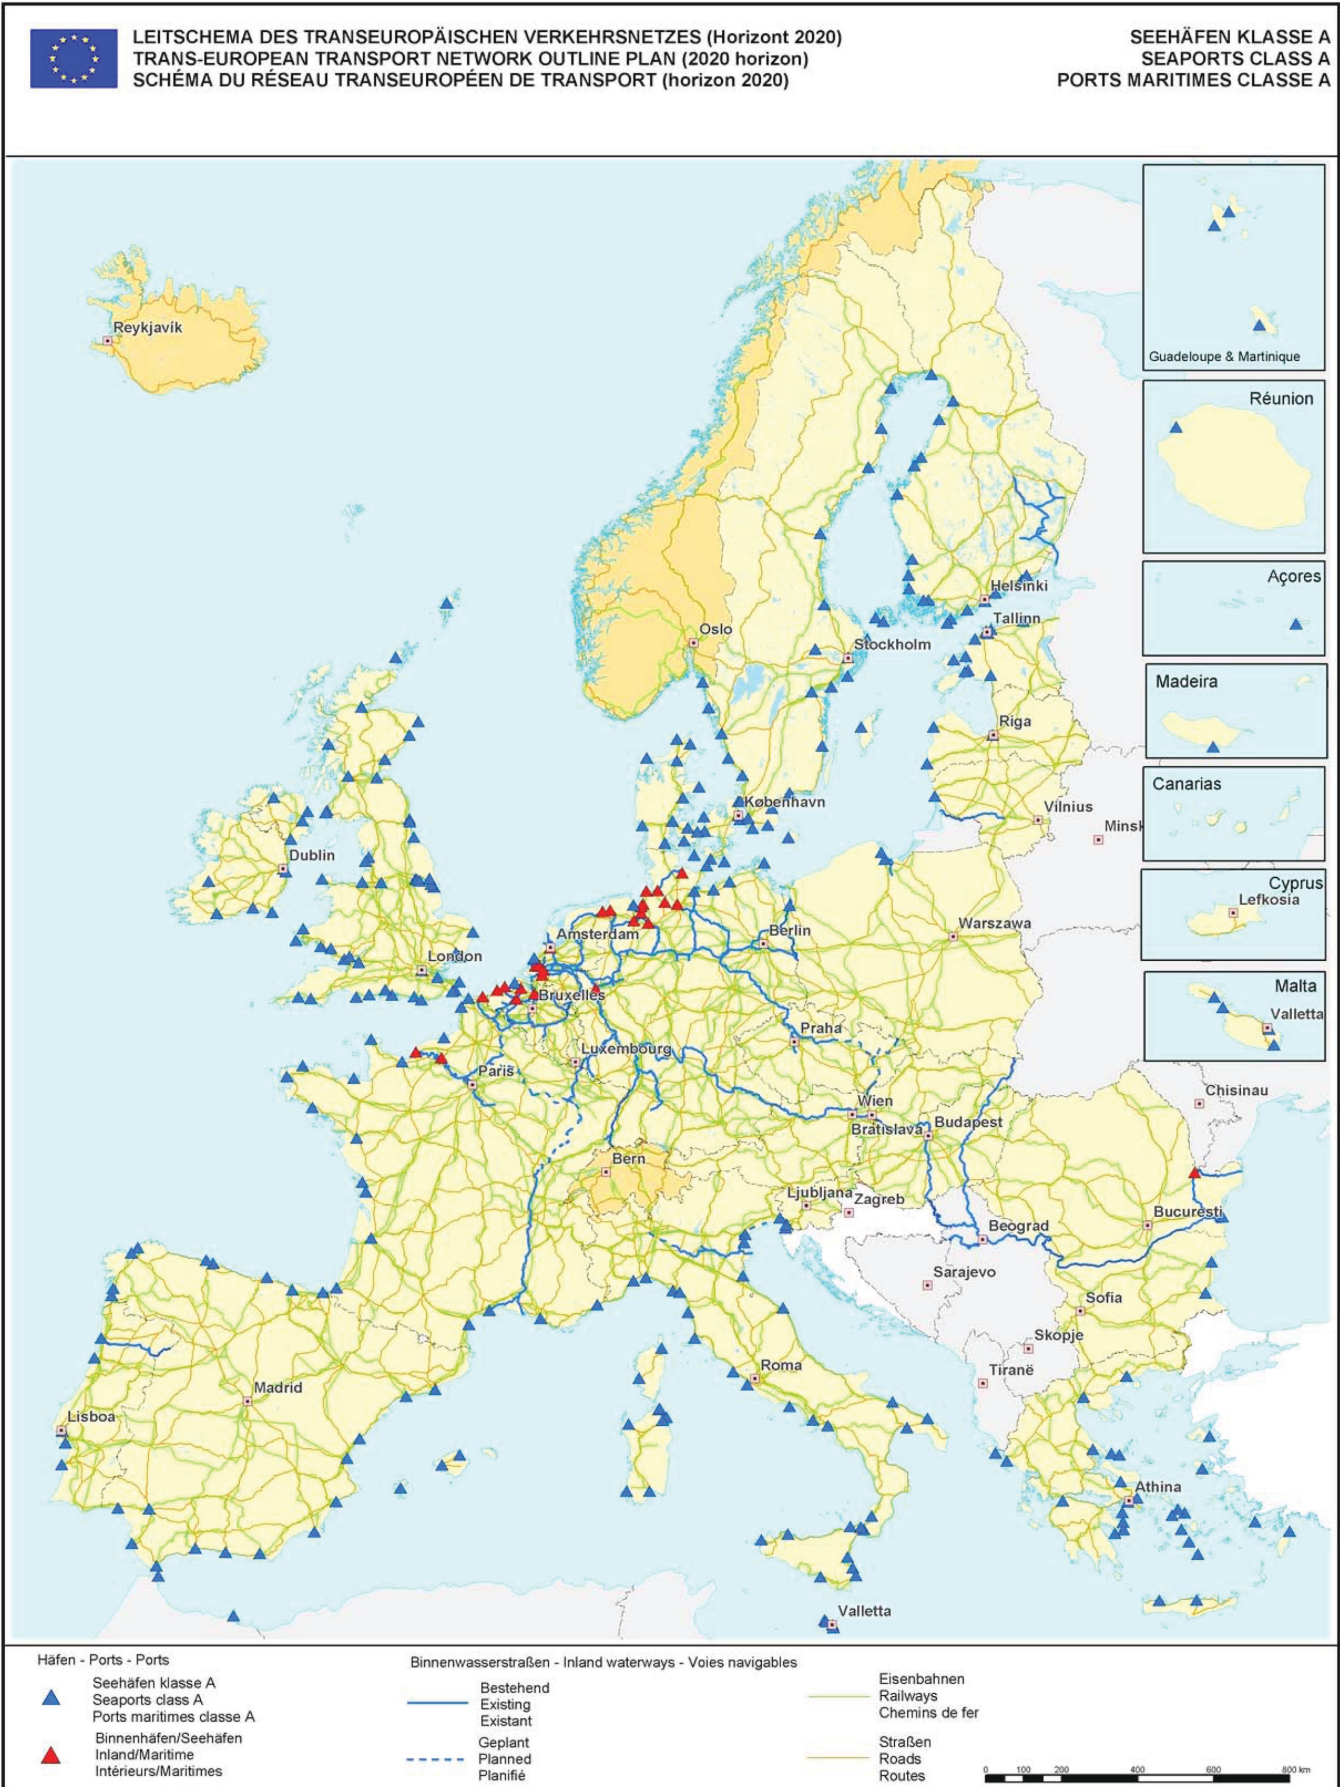 LEITSCHEMA DES TRANSEUROPÄISCHEN VERKEHRSNETZES (Horizont 2020)
TRANS-EUROPEAN TRANSPORT NETWORK OUTLINE PLAN (2020 horizon)
SCHÉMA DU RÉSEAU TRANSEUROPÉEN DE TRANSPORT (horizon 2020)
SEEHÄFEN KLASSE A
SEAPORTS CLASS A
PORTS MARITIMES CLASSE A
Reykjavík
Guadeloupe & Martinique
Réunion
Açores
Madeira
Canarias
Cyprus
Lefkosia
Malta
Valletta
Helsinki
Tallinn
Oslo
Stockholm
Riga
København
Vilnius
Minsk
Dublin
Amsterdam
Berlin
Warszawa
London
Bruxelles
Praha
Luxembourg
Paris
Chisinau
Wien
Bratislava
Budapest
Bern
Ljubljana
Zagreb
Bucuresti
Beograd
Sarajevo
Sofia
Skopje
Tiranë
Roma
Madrid
Lisboa
Athina
Valletta
Häfen - Ports - Ports
Seehäfen klasse A
Seaports class A
Ports maritimes classe A
Binnenhäfen/Seehäfen
Inland/Maritime
Intérieurs/Maritimes
Binnenwasserstraßen - Inland waterways - Voies navigables
Bestehend
Existing
Existant
Geplant
Planned
Planifié
Eisenbahnen
Railways
Chemins de fer
Straßen
Roads
Routes
0 100 200 400 600 800 km